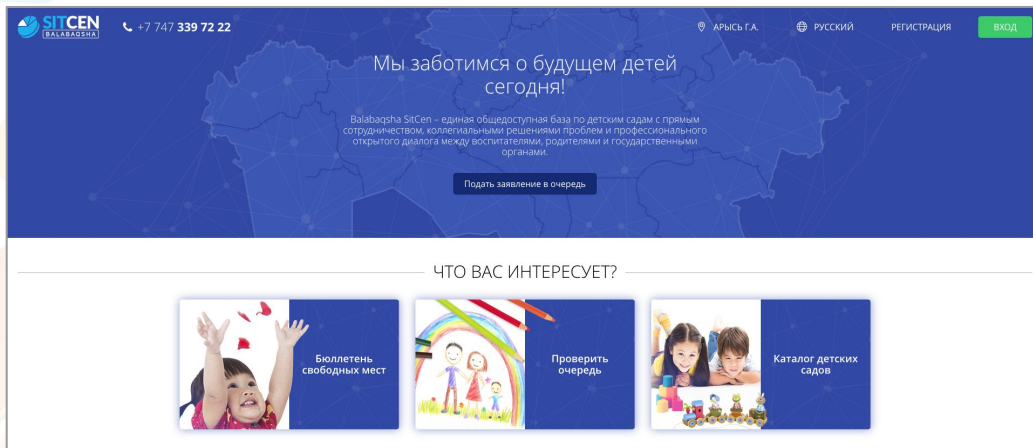 SITCEN
BALABAQSHA
+7 747 339 72 22
АРЫСЬ Г.А.
РУССКИЙ
РЕГИСТРАЦИЯ
ВХОД
Мы заботимся о будущем детей
сегодня!
Balabaqsha SitCen – единая общедоступная база по детским садам с прямым
сотрудничеством, коллегиальными решениями проблем и профессионального
открытого диалога между воспитателями, родителями и государственными
органами.
Подать заявление в очередь
ЧТО ВАС ИНТЕРЕСУЕТ?
Бюллетень
свободных мест
Проверить
очередь
Каталог детских
садов